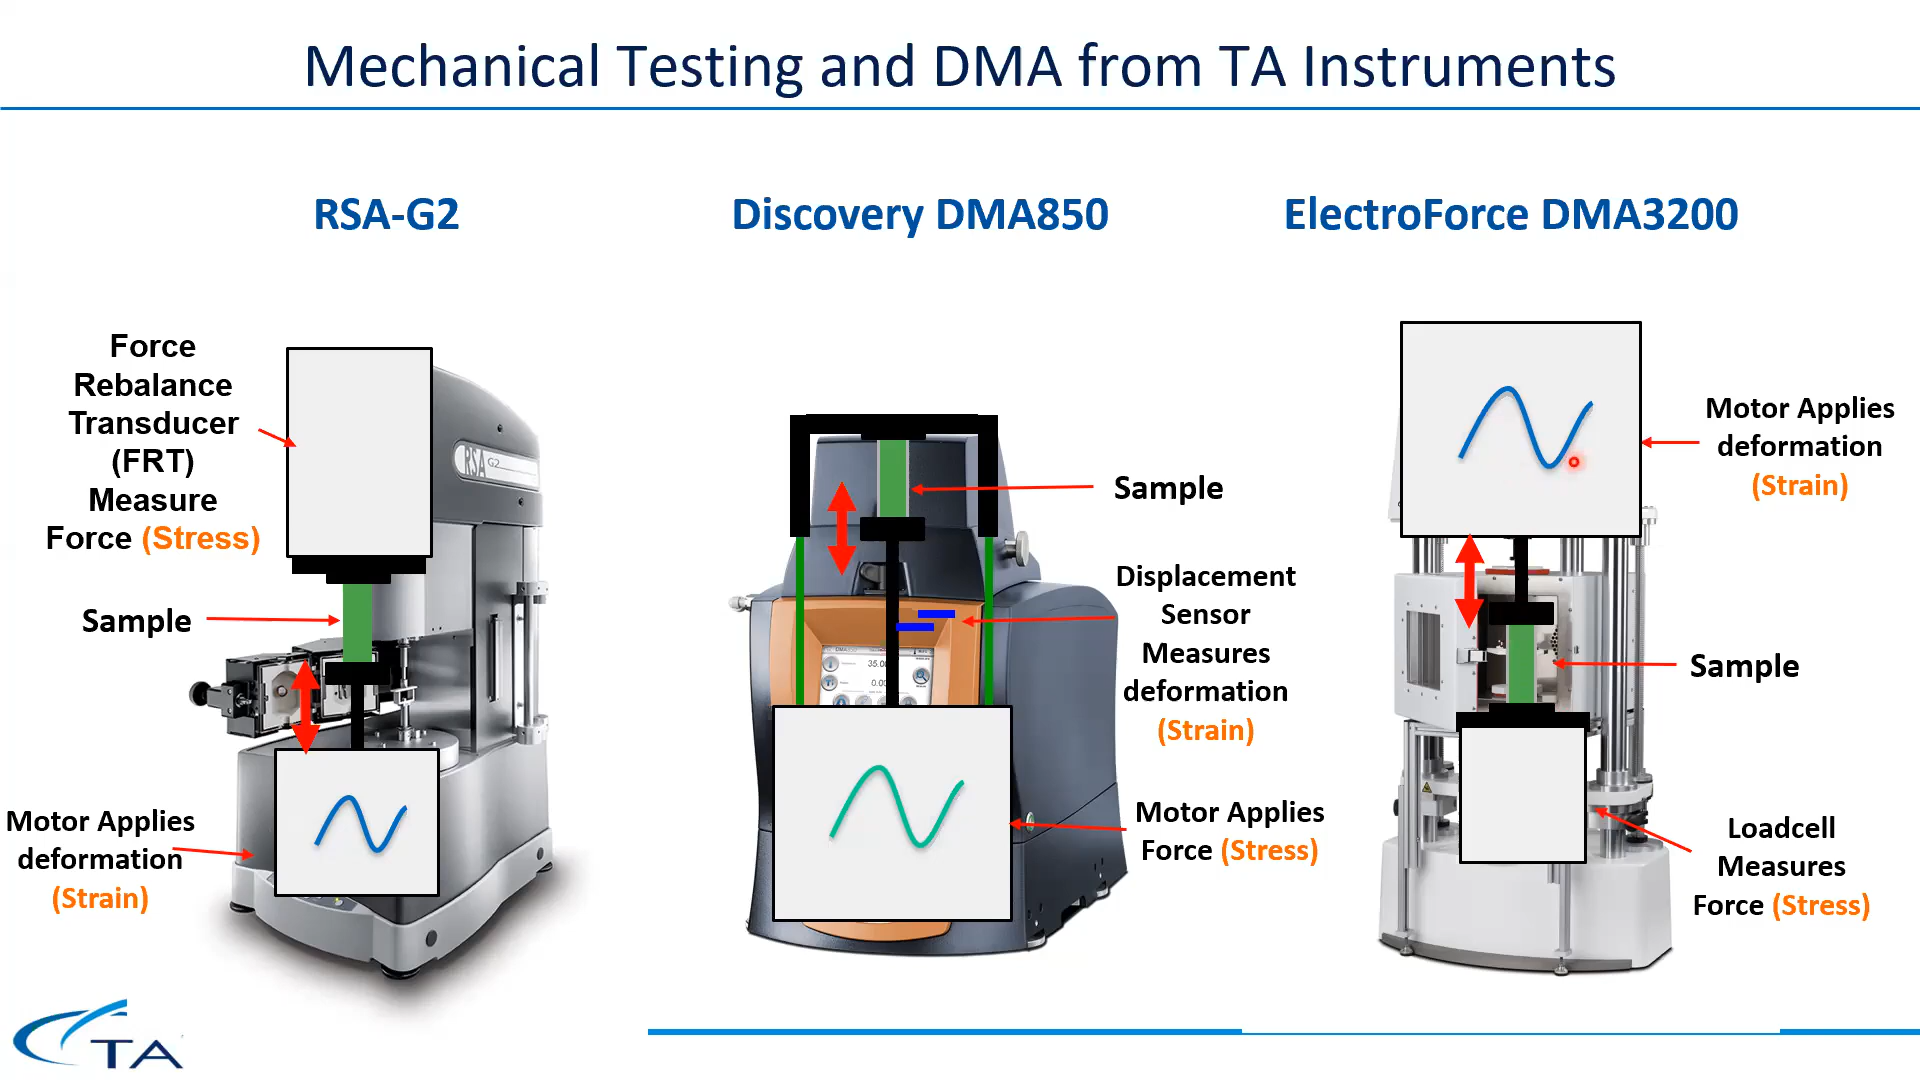 Mechanical Testing and DMA from TA Instruments
RSA-G2
Discovery DMA850
ElectroForce DMA3200
Force
Rebalance
Transducer
(FRT)
Measure
Force (Stress)
Sample
Motor Applies
deformation
(Strain)
RSA G2
Sample
Displacement
Sensor
Measures
deformation
(Strain)
Motor Applies
Force (Stress)
Motor Applies
deformation
(Strain)
Sample
Loadcell
Measures
Force (Stress)
TA